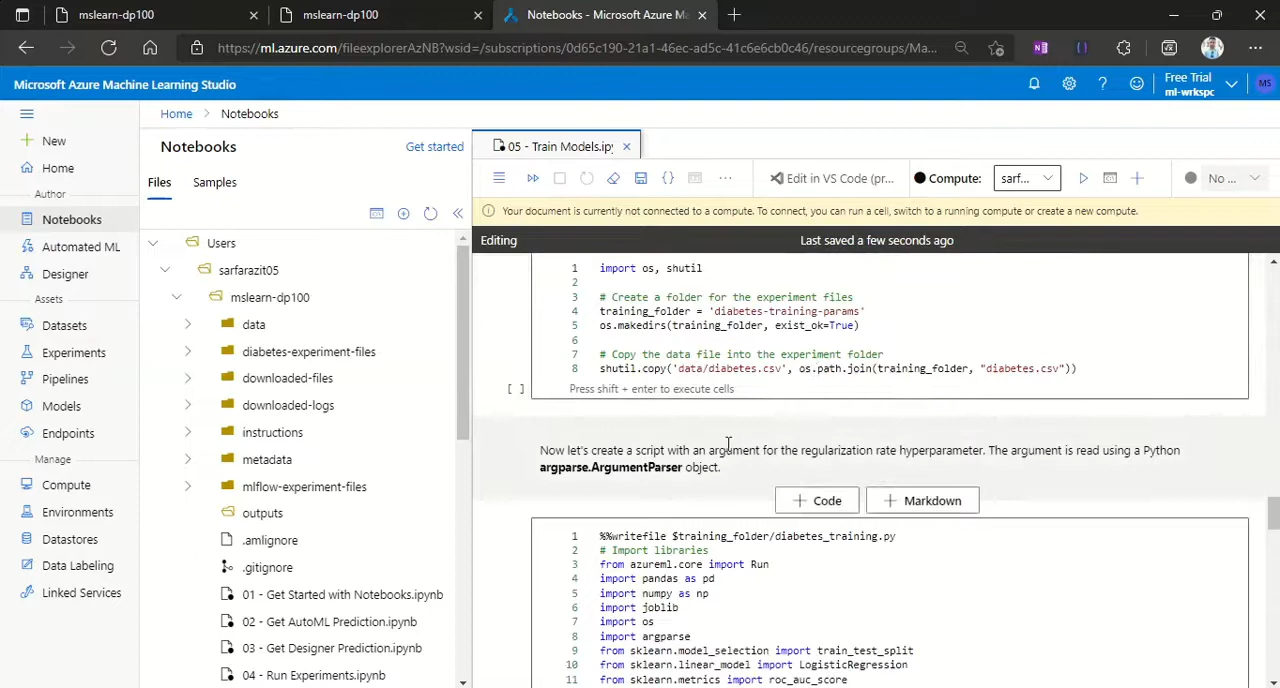 mslearn-dp100
mslearn-dp100
Notebooks - Microsoft Azure Ma
https://ml.azure.com/fileexplorerAzNB?wsid=/subscriptions/0d65c190-21a1-46ec-ad5c-41c6e6cb0c46/resourcegroups/Ma...
Microsoft Azure Machine Learning Studio
Free Trial
ml-wrkspc
MS
New
Home
Author
Notebooks
Automated ML
Designer
Assets
Datasets
Experiments
Pipelines
Models
Endpoints
Manage
Compute
Environments
Datastores
Data Labeling
Linked Services
Home > Notebooks
Notebooks
Get started
Files
Samples
Users
sarfarazit05
mslearn-dp100
data
diabetes-experiment-files
downloaded-files
downloaded-logs
instructions
metadata
mlflow-experiment-files
outputs
.amlignore
.gitignore
01 - Get Started with Notebooks.ipynb
02 - Get AutoML Prediction.ipynb
03 - Get Designer Prediction.ipynb
04 - Run Experiments.ipynb
05 - Train Models.ipy
Edit in VS Code (pr...
Compute:
sarf...
No ...
Your document is currently not connected to a compute. To connect, you can run a cell, switch to a running compute or create a new compute.
Editing
Last saved a few seconds ago
1 import os, shutil
2
3 # Create a folder for the experiment files
4 training_folder = 'diabetes-training-params'
5 os.makedirs(training_folder, exist_ok=True)
6
7 # Copy the data file into the experiment folder
8 shutil.copy('data/diabetes.csv', os.path.join(training_folder, "diabetes.csv"))
[ ]
Press shift + enter to execute cells
Now let's create a script with an argument for the regularization rate hyperparameter. The argument is read using a Python
argparse.ArgumentParser object.
+ Code
+ Markdown
1 %%writefile $training_folder/diabetes_training.py
2 # Import libraries
3 from azureml.core import Run
4 import pandas as pd
5 import numpy as np
6 import joblib
7 import os
8 import argparse
9 from sklearn.model_selection import train_test_split
10 from sklearn.linear_model import LogisticRegression
11 from sklearn.metrics import roc_auc_score